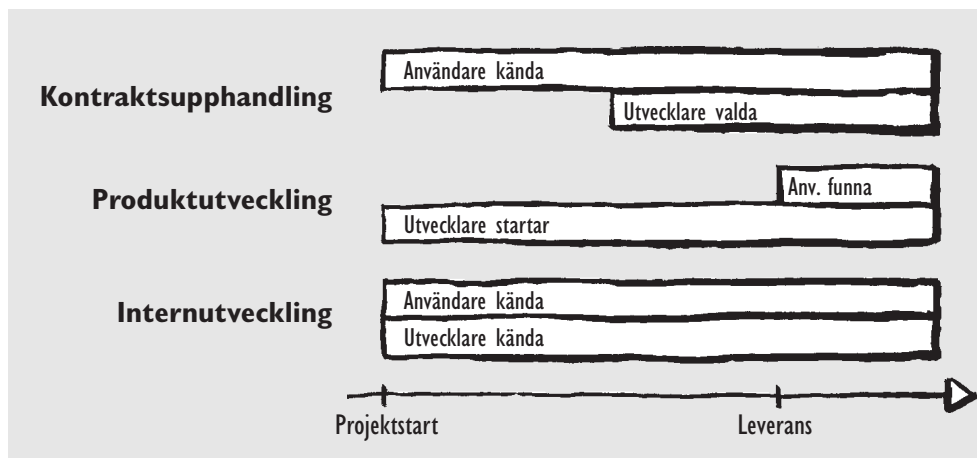 Användare kända
Kontraktsupphandling
Utvecklare valda
Anv. funna
Produktutveckling
Utvecklare startar
Användare kända
Internutveckling
Utvecklare kända
Projektstart
Leverans